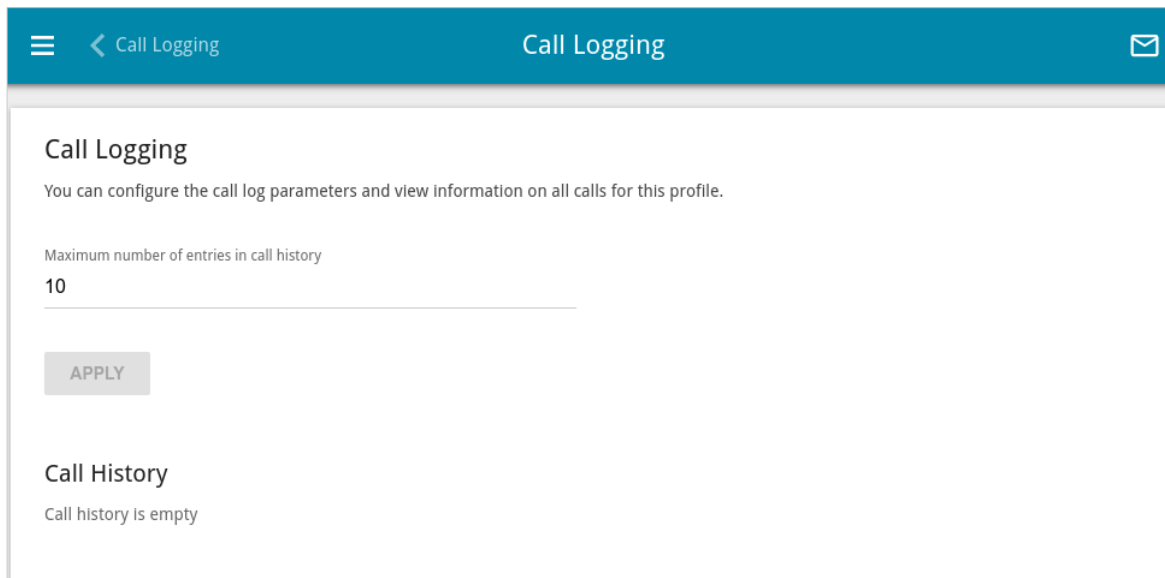 Call Logging
Call Logging
Call Logging
You can configure the call log parameters and view information on all calls for this profile.
Maximum number of entries in call history
10
APPLY
Call History
Call history is empty